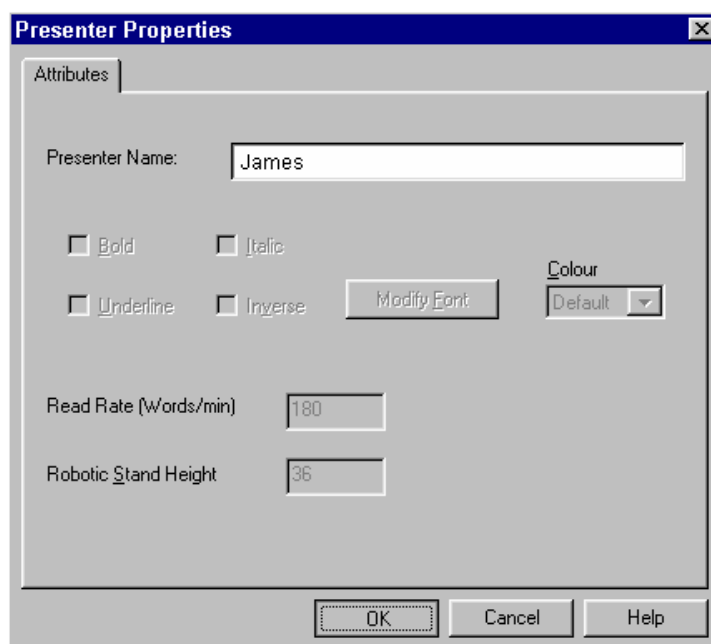 Presenter Properties
Attributes
Presenter Name: James
Bold Italic
Colour
Underline Inverse Modify Font Default
Read Rate (Words/min) 180
Robotic Stand Height 36
OK Cancel Help